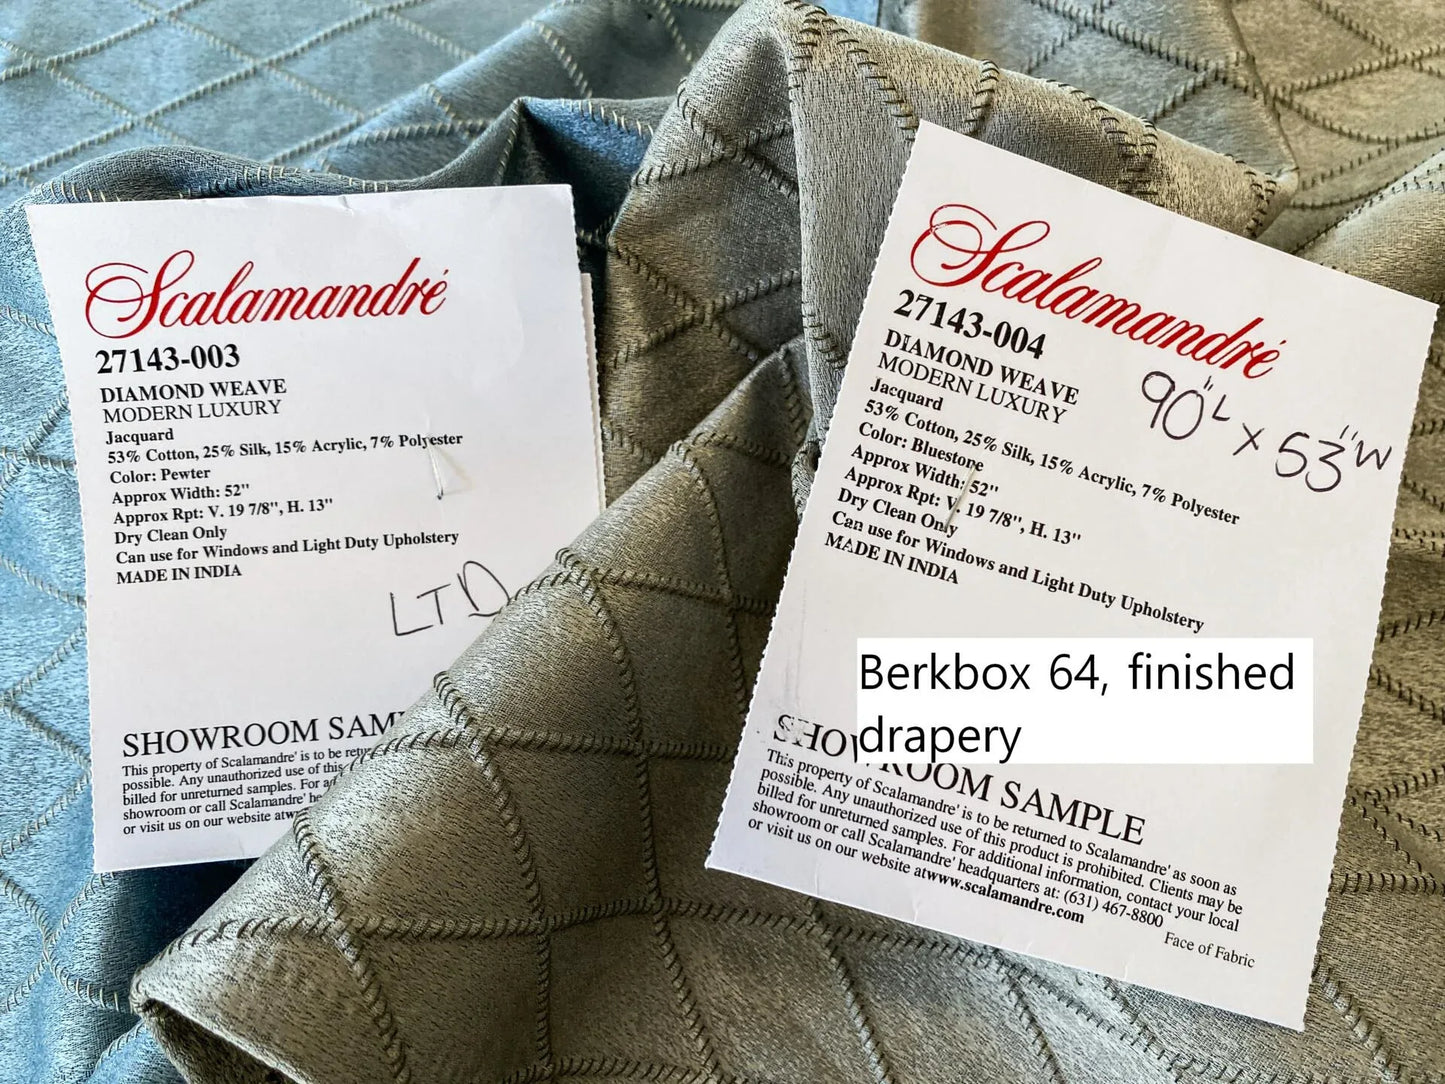 Scalamandré
27143-003
DIAMOND WEAVE
MODERN LUXURY
Jacquard
53% Cotton, 25% Silk, 15% Acrylic, 7% Polyester
Color: Pewter
Approx Width: 52"
Approx Rpt: V. 19 7/8", H. 13"
Dry Clean Only
Can use for Windows and Light Duty Upholstery
MADE IN INDIA
LTD
SHOWROOM SAM
This property of Scalamandre' is to be
possible. Any unauthorized use of this
billed for unreturned samples. For
showroom or call Scalamandre'
or visit us on our website at
Scalamandré
27143-004
DIAMOND WEAVE
MODERN LUXURY
90"L x 53"W
Jacquard
53% Cotton, 25% Silk, 15% Acrylic, 7% Polyester
Color: Bluestone
Approx Width: 52"
Approx Rpt: V. 19 7/8", H. 13"
Dry Clean Only
Can use for Windows and Light Duty Upholstery
MADE IN INDIA
Berkbox 64, finished
drapery
SHOWROOM SAMPLE
This property of Scalamandre' is to be returned to Scalamandre' as soon as
possible. Any unauthorized use of this product is prohibited. Clients may be
billed for unreturned samples. For additional information, contact your local
showroom or call Scalamandre' headquarters at: (631) 467-8800
or visit us on our website atwww.scalamandre.com
Face of Fabric